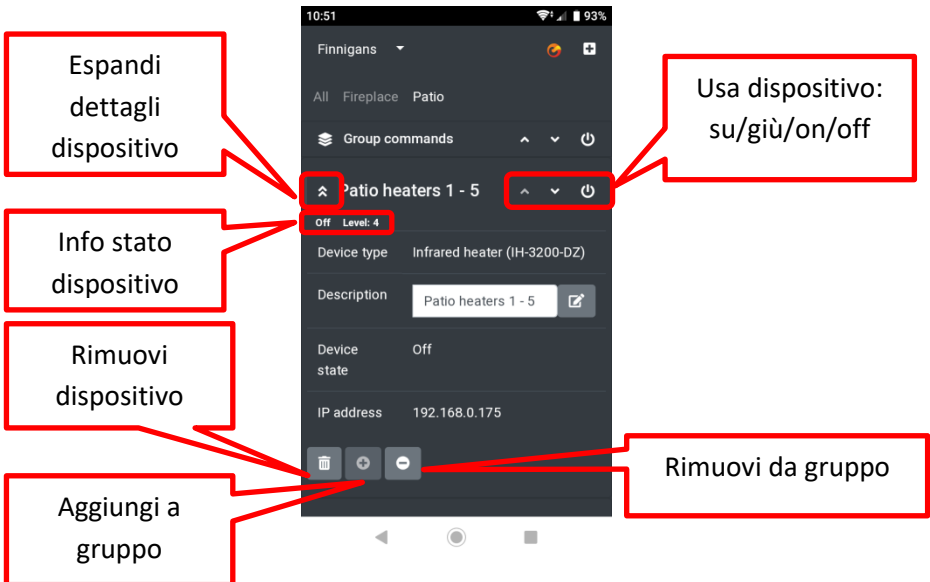 10:51
93%
Finnigans
All Fireplace Patio
Group commands
Patio heaters 1 - 5
Off Level: 4
Device type Infrared heater (IH-3200-DZ)
Description Patio heaters 1 - 5
Device Off
state
IP address 192.168.0.175
Espandi
dettagli
dispositivo
Info stato
dispositivo
Rimuovi
dispositivo
Aggiungi a
gruppo
Usa dispositivo:
su/giù/on/off
Rimuovi da gruppo